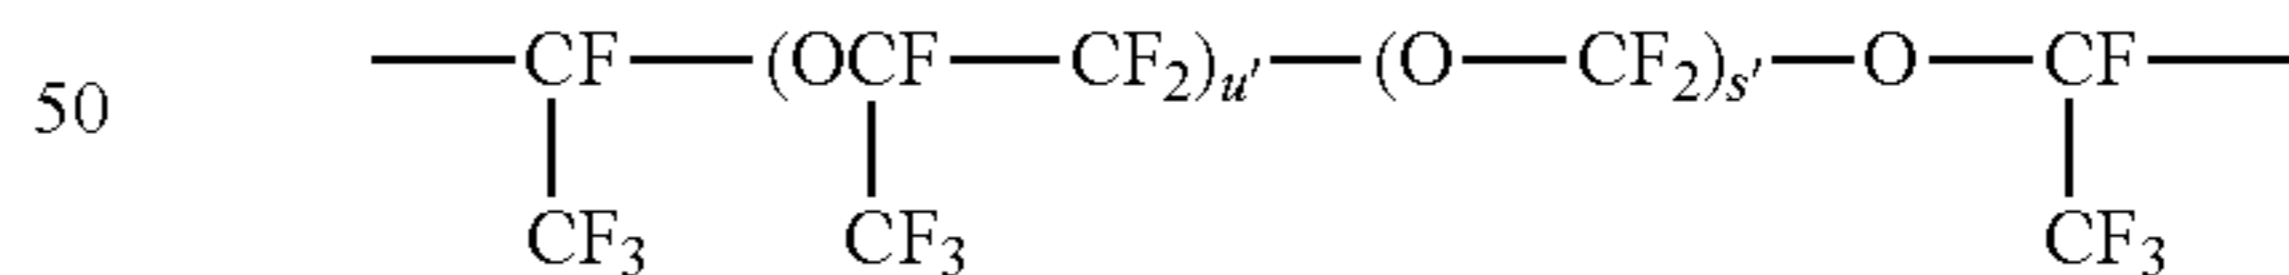 —CF—(OCF—CF₂)u'—(O—CF₂)s'—O—CF—
50
CF₃ CF₃ CF₃